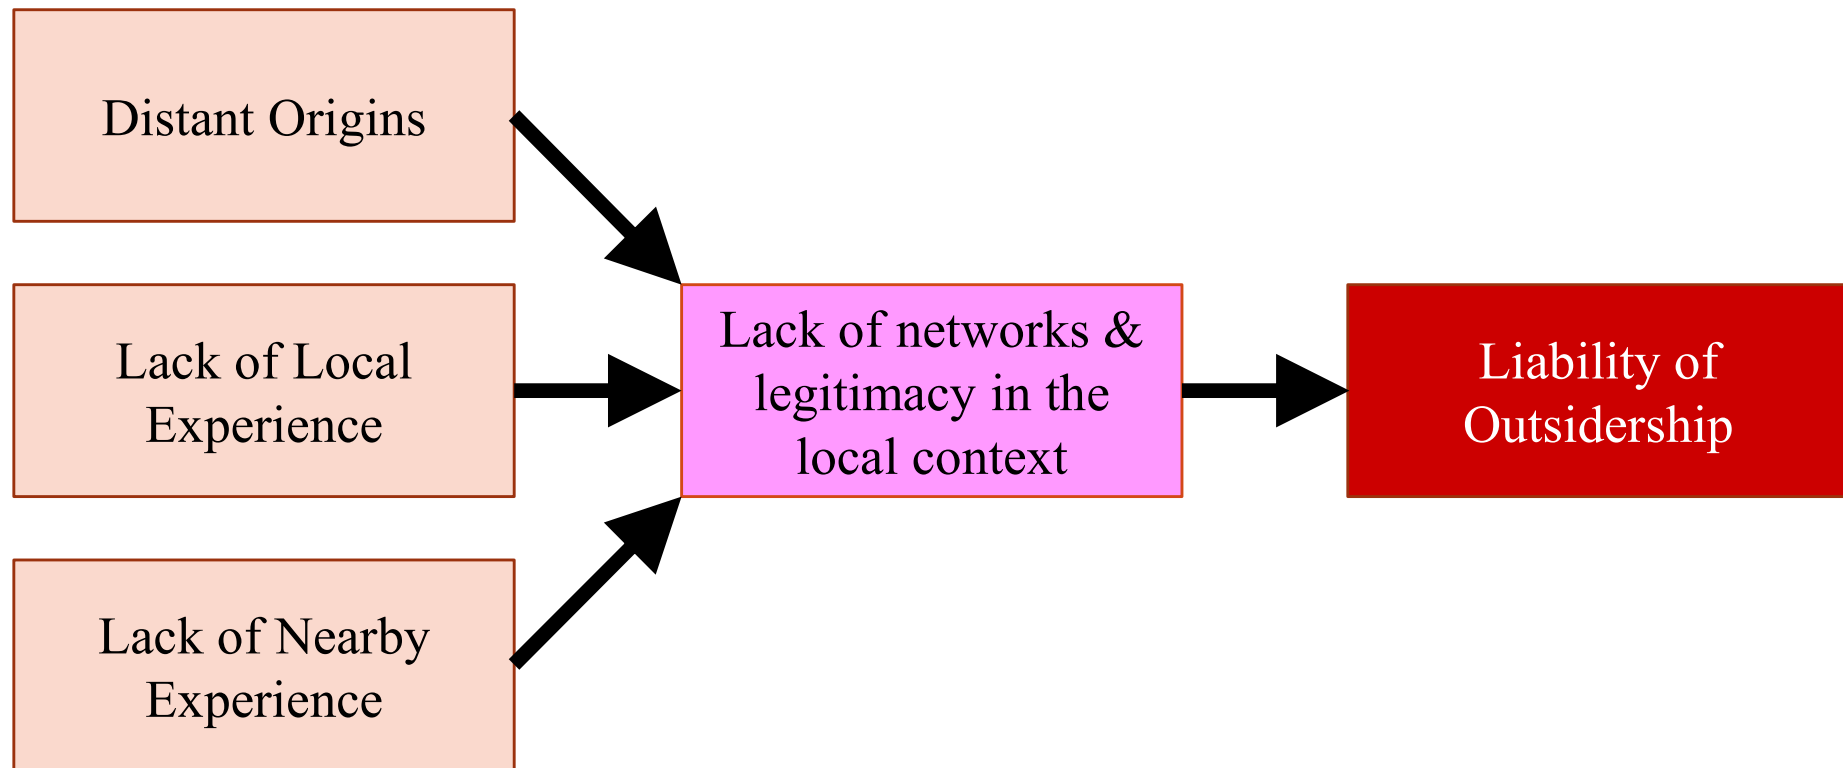 Distant Origins
Lack of Local
Experience
Lack of Nearby
Experience
Lack of networks &
legitimacy in the
local context
Liability of
Outsidership